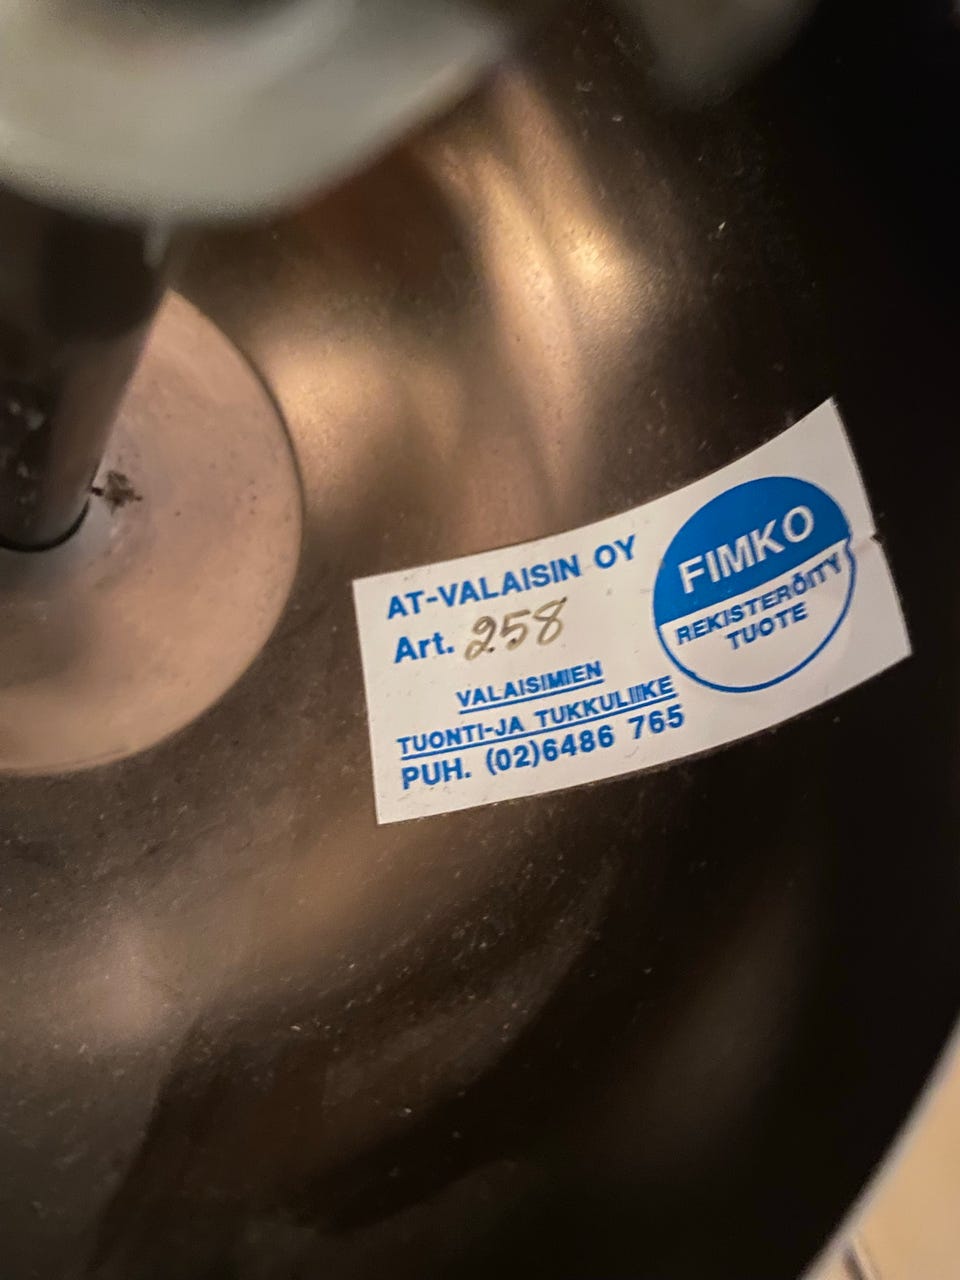 AT-VALAISIN OY
Art. 258
VALAISIMIEN
TUONTI-JA TUKKULIIKE
PUH. (02)6486 765
FIMKO
REKISTERÖITY
TUOTE